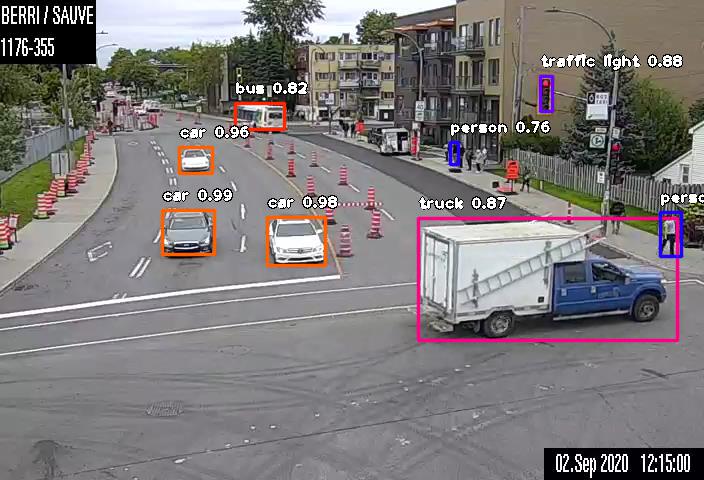 BERRI / SAUVE
1176-355
traffic light 0.88
bus 0.82
person 0.76
car 0.96
car 0.99
car 0.98
truck 0.87
perso
02.Sep 2020 12:15:00